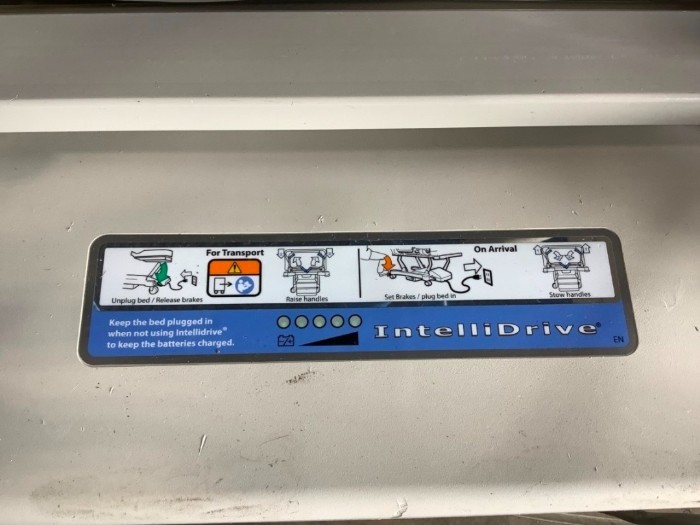 For Transport
On Arrival
Unplug bed / Release brakes
Raise handles
Set Brakes / plug bed in
Stow handles
Keep the bed plugged in
when not using Intellidrive®
to keep the batteries charged.
IntelliDrive®
EN